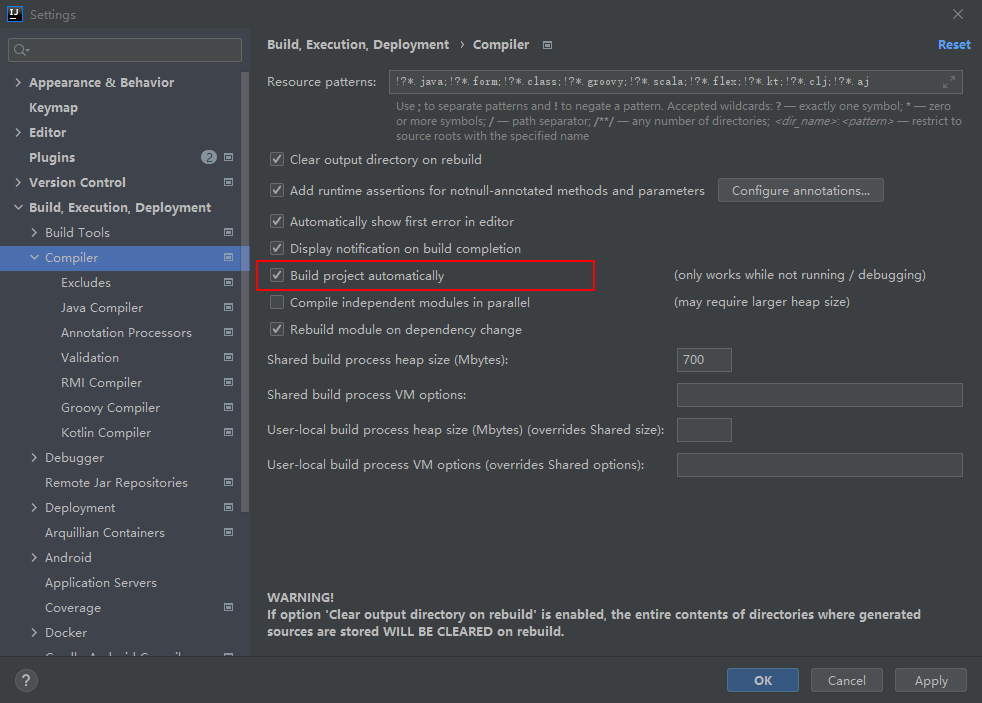 IJ
Settings
Build, Execution, Deployment › Compiler
Reset
Appearance & Behavior
Keymap
Editor
Plugins
2
Version Control
Build, Execution, Deployment
Build Tools
Compiler
Excludes
Java Compiler
Annotation Processors
Validation
RMI Compiler
Groovy Compiler
Kotlin Compiler
Debugger
Remote Jar Repositories
Deployment
Arquillian Containers
Android
Application Servers
Coverage
Docker
Resource patterns: !?*.java;!?*.form;!?*.class;!?*.groovy;!?*.scala;!?*.flex;!?*.kt;!?*.clj;!?*.aj
Use ; to separate patterns and ! to negate a pattern. Accepted wildcards: ? — exactly one symbol; * — zero
or more symbols; / — path separator; /**/ — any number of directories; <dir_name>:<pattern> — restrict to
source roots with the specified name
Clear output directory on rebuild
Add runtime assertions for notnull-annotated methods and parameters Configure annotations...
Automatically show first error in editor
Display notification on build completion
Build project automatically (only works while not running / debugging)
Compile independent modules in parallel (may require larger heap size)
Rebuild module on dependency change
Shared build process heap size (Mbytes): 700
Shared build process VM options:
User-local build process heap size (Mbytes) (overrides Shared size):
User-local build process VM options (overrides Shared options):
WARNING!
If option 'Clear output directory on rebuild' is enabled, the entire contents of directories where generated
sources are stored WILL BE CLEARED on rebuild.
?
OK Cancel Apply